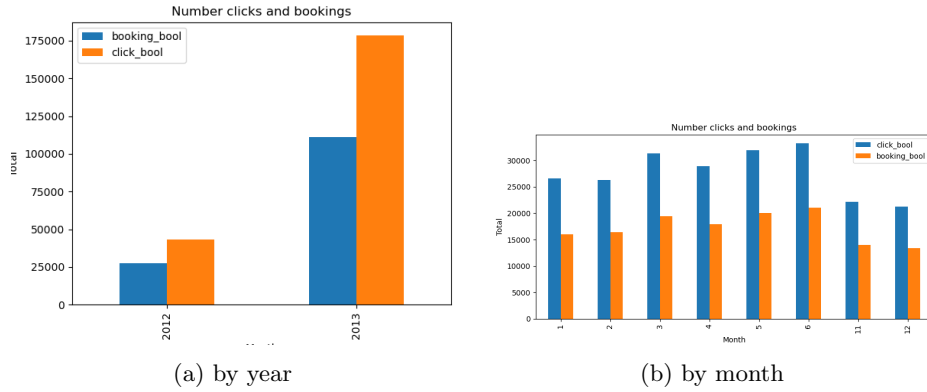 Number clicks and bookings
175000
150000
125000
100000
75000
50000
25000
0
Total
booking_bool
click_bool
2012
2013
(a) by year
Number clicks and bookings
30000
25000
20000
15000
10000
5000
0
Total
click_bool
booking_bool
1
2
3
4
5
6
11
12
Month
(b) by month